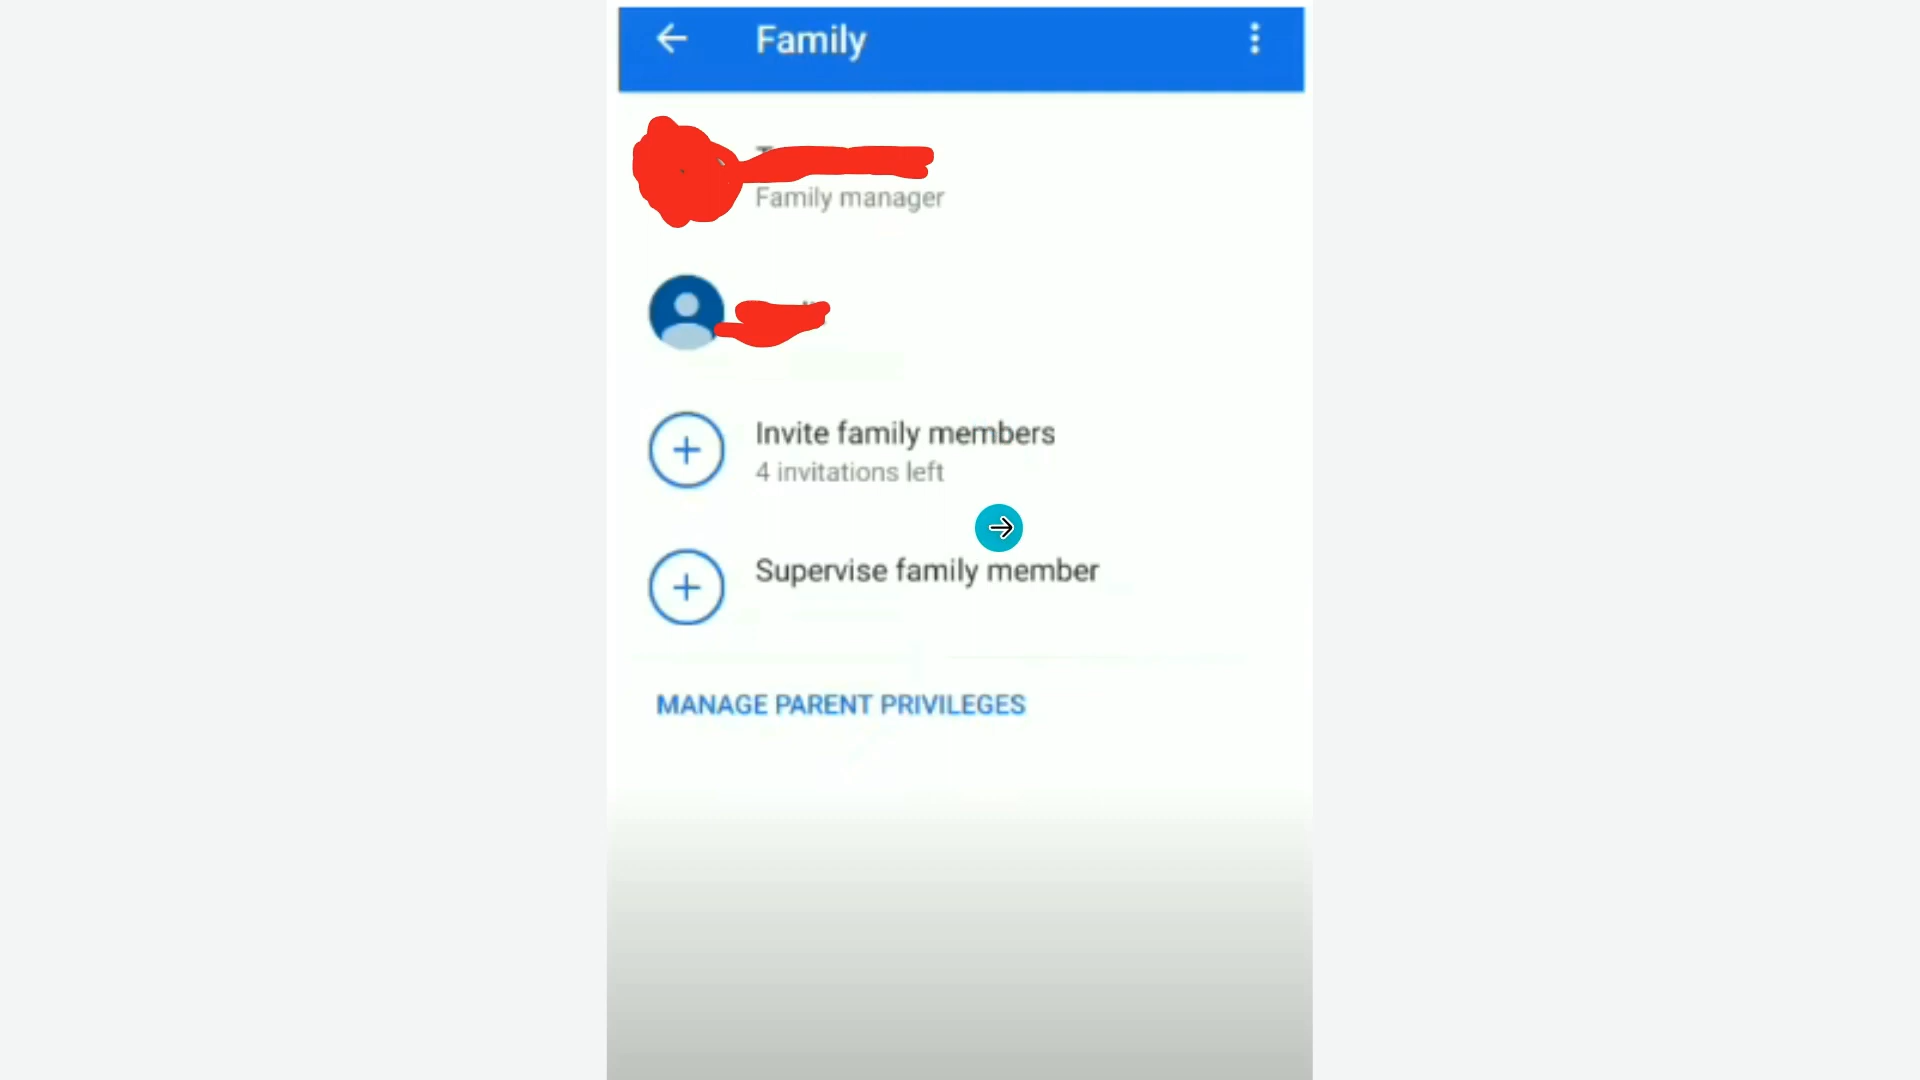 Family
Family manager
Invite family members
4 invitations left
Supervise family member
MANAGE PARENT PRIVILEGES